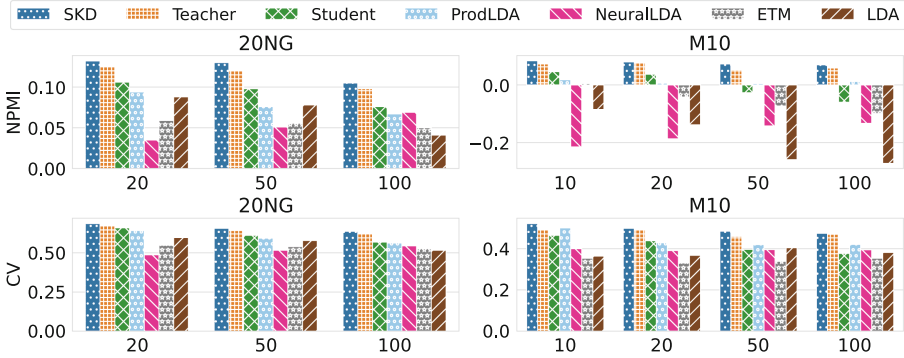 SKD Teacher Student ProdLDA NeuralLDA ETM LDA
20NG
NPMI
0.10
0.05
0.00
20 50 100
M10
0.0
−0.2
10 20 50 100
20NG
CV
0.50
0.25
0.00
20 50 100
M10
0.4
0.2
0.0
10 20 50 100